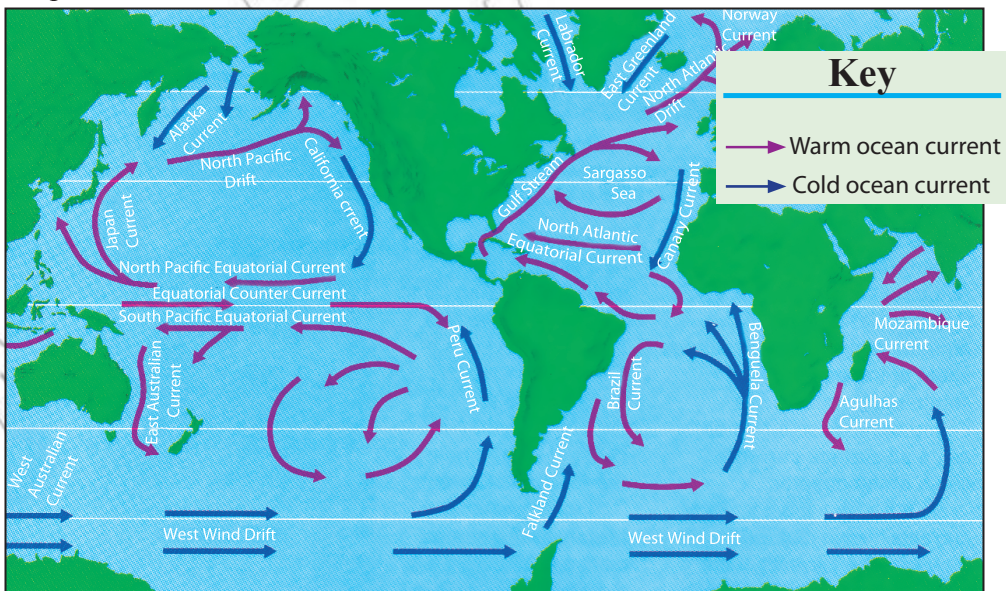 Labrador
Current
East Greenland
Current
Norway
Current
North Atlantic
Drift
Key
Warm ocean current
Cold ocean current
Alaska
Current
North Pacific
Drift
California crrent
Japan
Current
Gulf Stream
Sargasso
Sea
Canary Current
North Atlantic
Equatorial Current
North Pacific Equatorial Current
Equatorial Counter Current
South Pacific Equatorial Current
Peru Current
Mozambique
Current
East Australian
Current
Brazil
Current
Benguda Current
Agulhas
Current
West
Australian
Current
Falkland Current
West Wind Drift
West Wind Drift